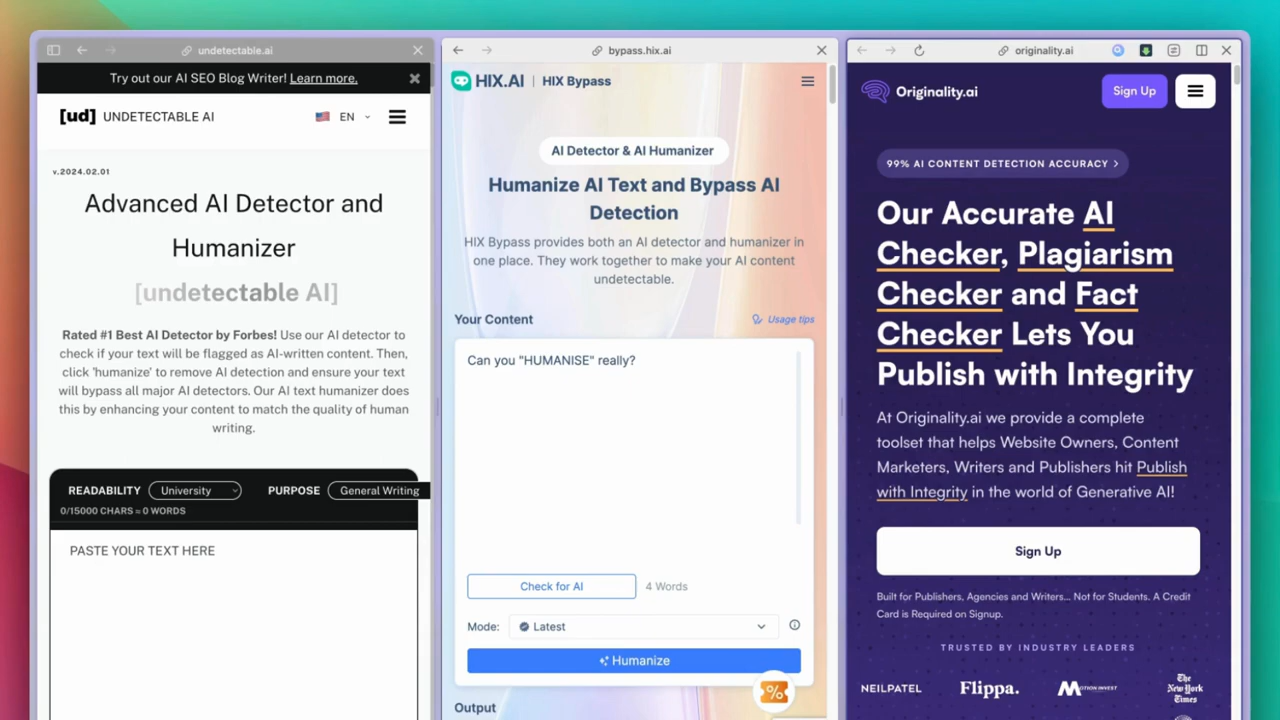 undetectable.ai
Try out our AI SEO Blog Writer! Learn more.
[ud] UNDETECTABLE AI
EN
v.2024.02.01
Advanced AI Detector and
Humanizer
[undetectable AI]
Rated #1 Best AI Detector by Forbes! Use our AI detector to
check if your text will be flagged as AI-written content. Then,
click 'humanize' to remove AI detection and ensure your text
will bypass all major AI detectors. Our AI text humanizer does
this by enhancing your content to match the quality of human
writing.
READABILITY University PURPOSE General Writing
0/15000 CHARS ≈ 0 WORDS
PASTE YOUR TEXT HERE
bypass.hix.ai
HIX.AI | HIX Bypass
AI Detector & AI Humanizer
Humanize AI Text and Bypass AI
Detection
HIX Bypass provides both an AI detector and humanizer in
one place. They work together to make your AI content
undetectable.
Your Content Usage tips
Can you "HUMANISE" really?
Check for AI 4 Words
Mode: Latest
Humanize
%
Output
originality.ai
Originality.ai Sign Up
99% AI CONTENT DETECTION ACCURACY >
Our Accurate AI
Checker, Plagiarism
Checker and Fact
Checker Lets You
Publish with Integrity
At Originality.ai we provide a complete
toolset that helps Website Owners, Content
Marketers, Writers and Publishers hit Publish
with Integrity in the world of Generative AI!
Sign Up
Built for Publishers, Agencies and Writers... Not for Students. A Credit
Card is Required on Signup.
TRUSTED BY INDUSTRY LEADERS
NEILPATEL Flippa. MOTION INVEST The
New York
Times